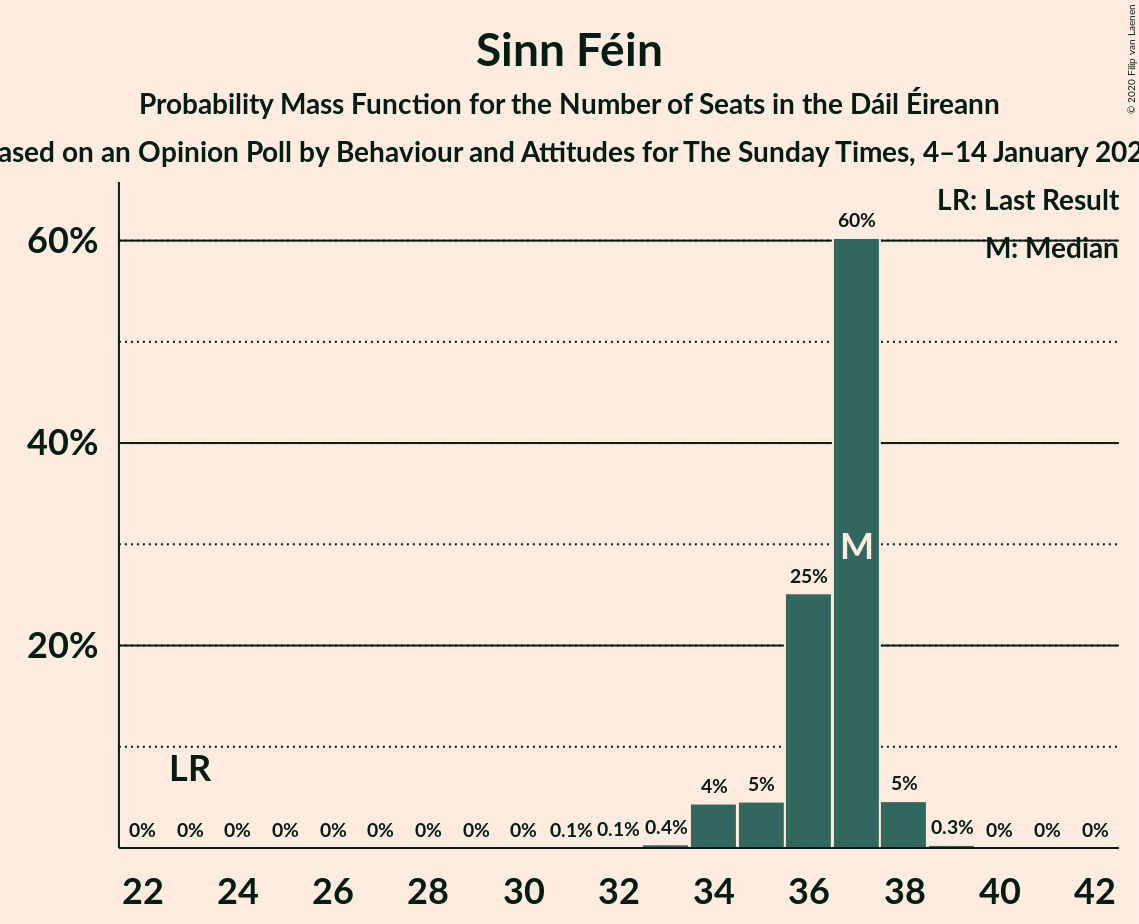 © 2020 Filip van Laenen
Sinn Féin
Probability Mass Function for the Number of Seats in the Dáil Éireann
ased on an Opinion Poll by Behaviour and Attitudes for The Sunday Times, 4–14 January 202
LR: Last Result
M: Median
60%
40%
20%
60%
25%
M
LR
0% 0% 0% 0% 0% 0% 0% 0% 0% 0.1% 0.1% 0.4% 4% 5% 5% 0.3% 0% 0% 0%
22 24 26 28 30 32 34 36 38 40 42